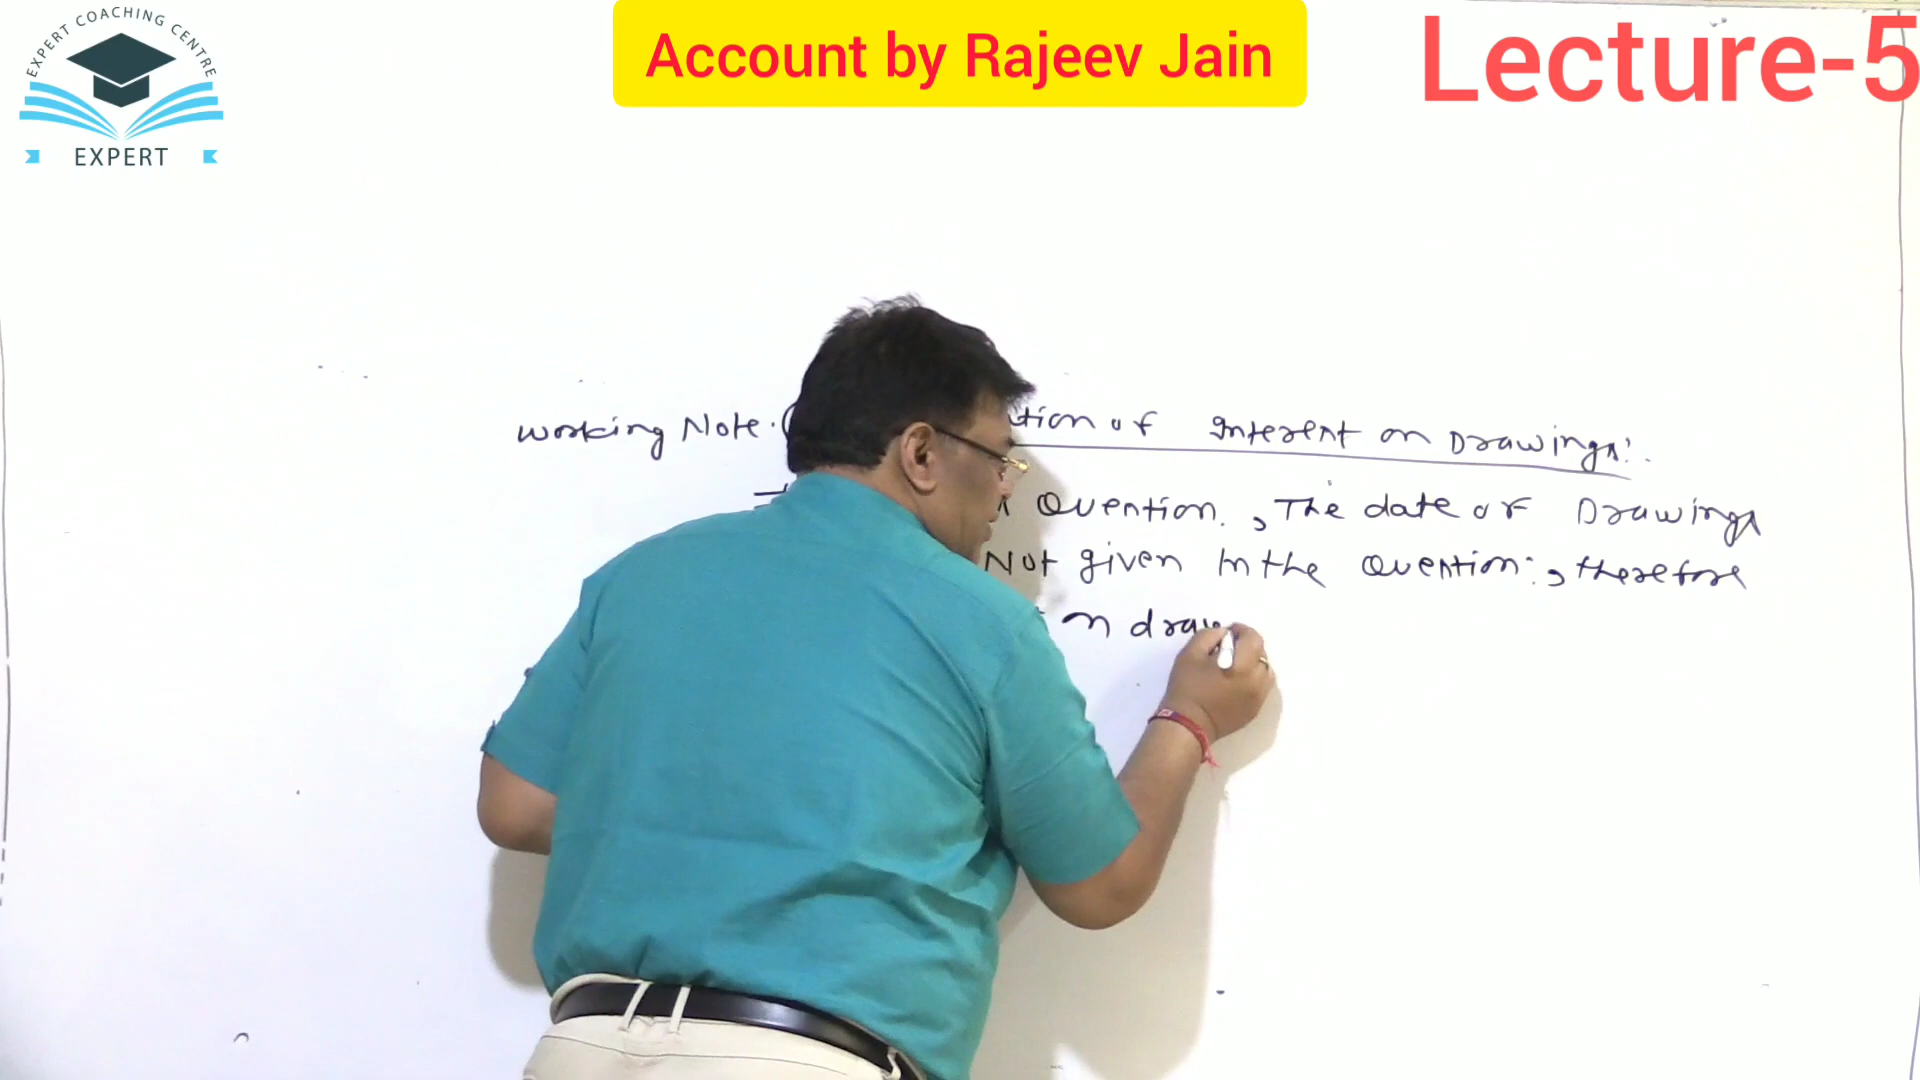 EXPERT COACHING CENTRE
EXPERT
Account by Rajeev Jain
Lecture-5
Working Note. of Interest on Drawings:
Question., The date of Drawings
Not given in the Question:, therefore
on draw